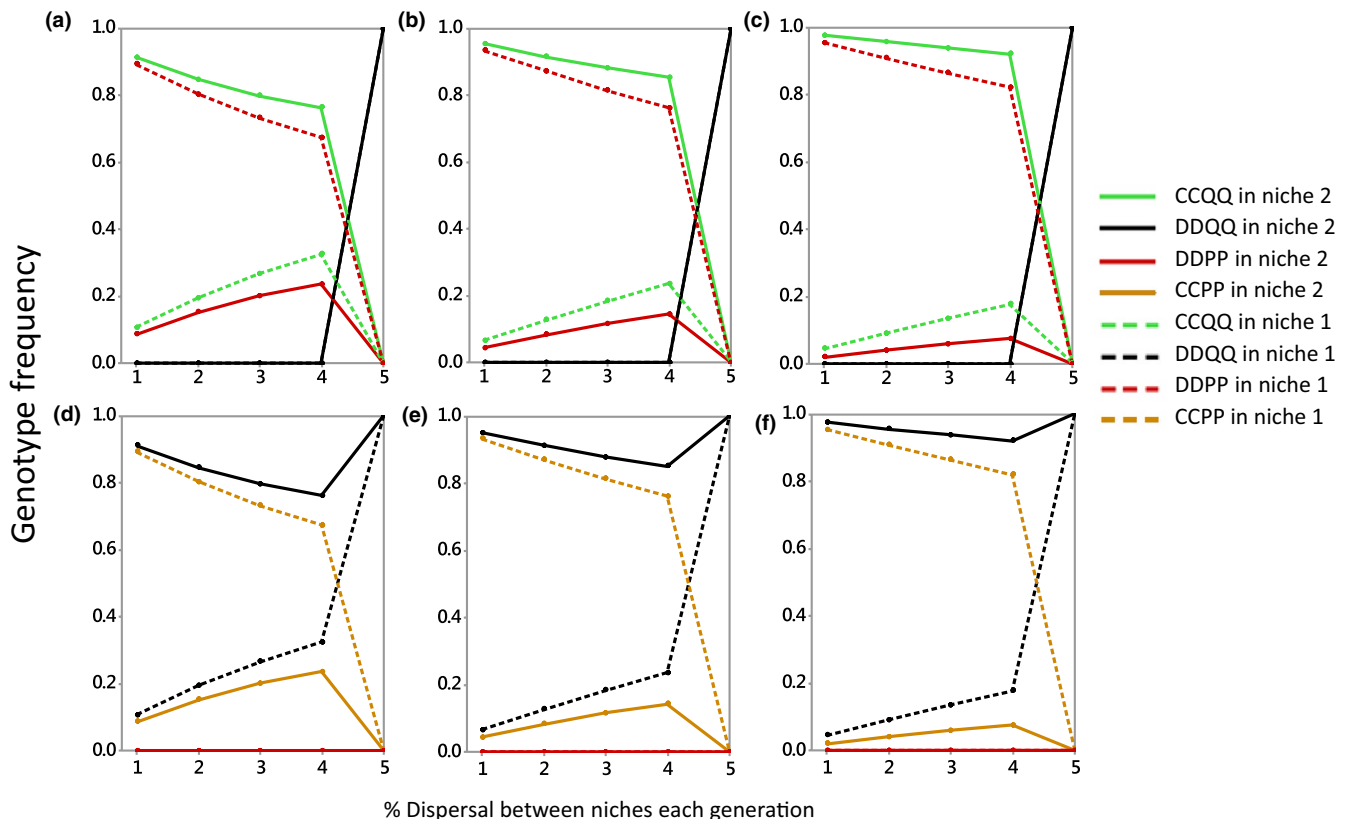 (a)
(b)
(c)
1.0
0.8
0.6
0.4
0.2
0.0
1 2 3 4 5
1.0
0.8
0.6
0.4
0.2
0.0
1 2 3 4 5
1.0
0.8
0.6
0.4
0.2
0.0
1 2 3 4 5
(d)
(e)
(f)
1.0
0.8
0.6
0.4
0.2
0.0
1 2 3 4 5
1.0
0.8
0.6
0.4
0.2
0.0
1 2 3 4 5
1.0
0.8
0.6
0.4
0.2
0.0
1 2 3 4 5
Genotype frequency
% Dispersal between niches each generation
CCQQ in niche 2
DDQQ in niche 2
DDPP in niche 2
CCPP in niche 2
CCQQ in niche 1
DDQQ in niche 1
DDPP in niche 1
CCPP in niche 1